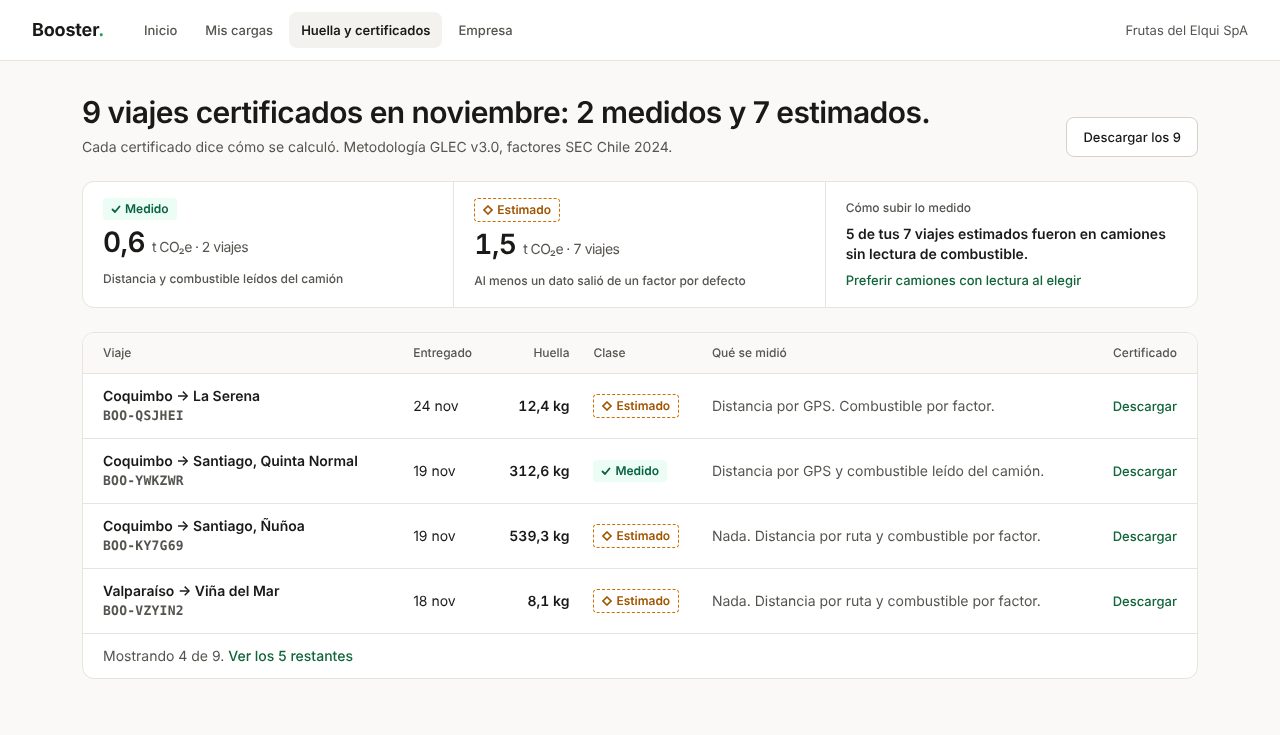 Booster.
Inicio
Mis cargas
Huella y certificados
Empresa
Frutas del Elqui SpA
9 viajes certificados en noviembre: 2 medidos y 7 estimados.
Cada certificado dice cómo se calculó. Metodología GLEC v3.0, factores SEC Chile 2024.
Descargar los 9
✓ Medido
0,6 t CO₂e · 2 viajes
Distancia y combustible leídos del camión
◇ Estimado
1,5 t CO₂e · 7 viajes
Al menos un dato salió de un factor por defecto
Cómo subir lo medido
5 de tus 7 viajes estimados fueron en camiones
sin lectura de combustible.
Preferir camiones con lectura al elegir
Viaje Entregado Huella Clase Qué se midió Certificado
Coquimbo → La Serena
BOO-QSJHEI
24 nov 12,4 kg ◇ Estimado Distancia por GPS. Combustible por factor. Descargar
Coquimbo → Santiago, Quinta Normal
BOO-YWKZWR
19 nov 312,6 kg ✓ Medido Distancia por GPS y combustible leído del camión. Descargar
Coquimbo → Santiago, Ñuñoa
BOO-KY7G69
19 nov 539,3 kg ◇ Estimado Nada. Distancia por ruta y combustible por factor. Descargar
Valparaíso → Viña del Mar
BOO-VZYIN2
18 nov 8,1 kg ◇ Estimado Nada. Distancia por ruta y combustible por factor. Descargar
Mostrando 4 de 9. Ver los 5 restantes